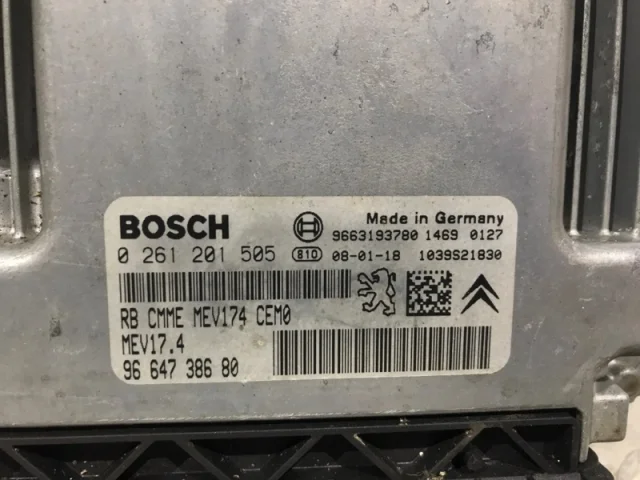 BOSCH
Made in Germany
9663193780 1469 0127
0 261 201 505 810 08-01-18 1039S21830
RB CMME MEV174 CEM0
MEV17.4
96 647 386 80